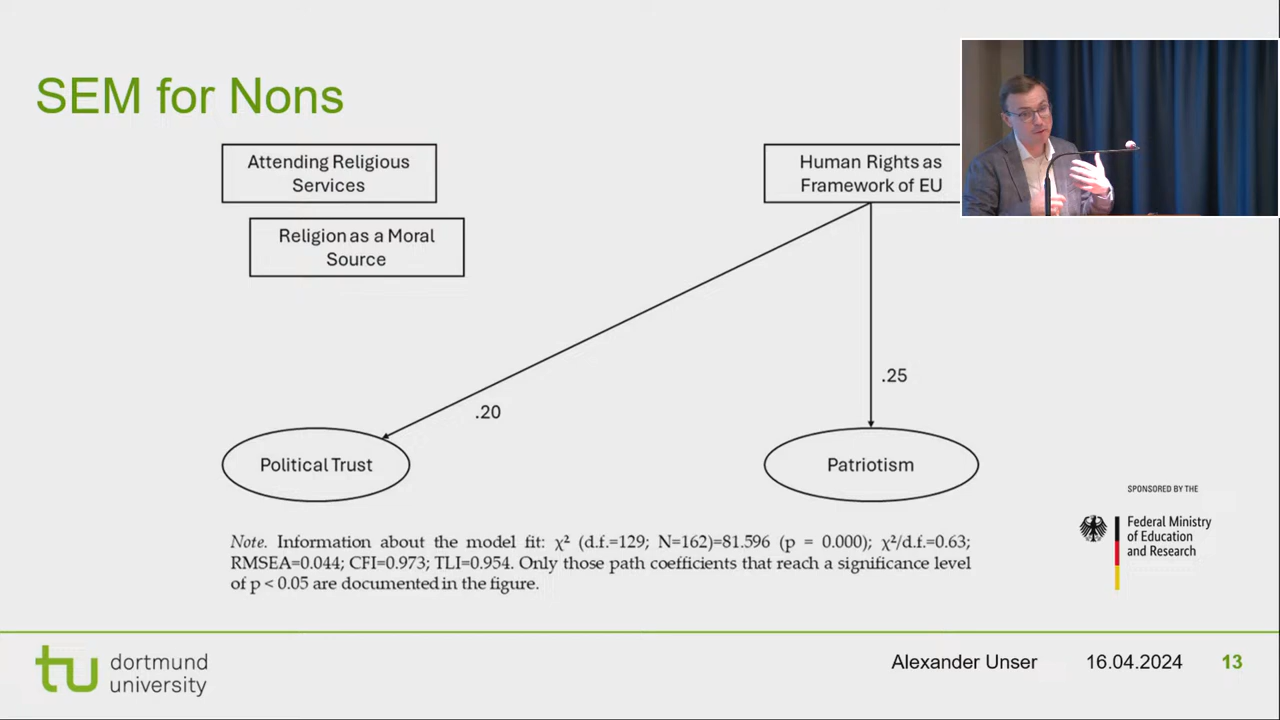 SEM for Nons
Attending Religious
Services
Religion as a Moral
Source
Human Rights as
Framework of EU
.20
.25
Political Trust
Patriotism
Note. Information about the model fit: χ² (d.f.=129; N=162)=81.596 (p = 0.000); χ²/d.f.=0.63;
RMSEA=0.044; CFI=0.973; TLI=0.954. Only those path coefficients that reach a significance level
of p < 0.05 are documented in the figure.
SPONSORED BY THE
Federal Ministry
of Education
and Research
tu dortmund
university
Alexander Unser 16.04.2024 13